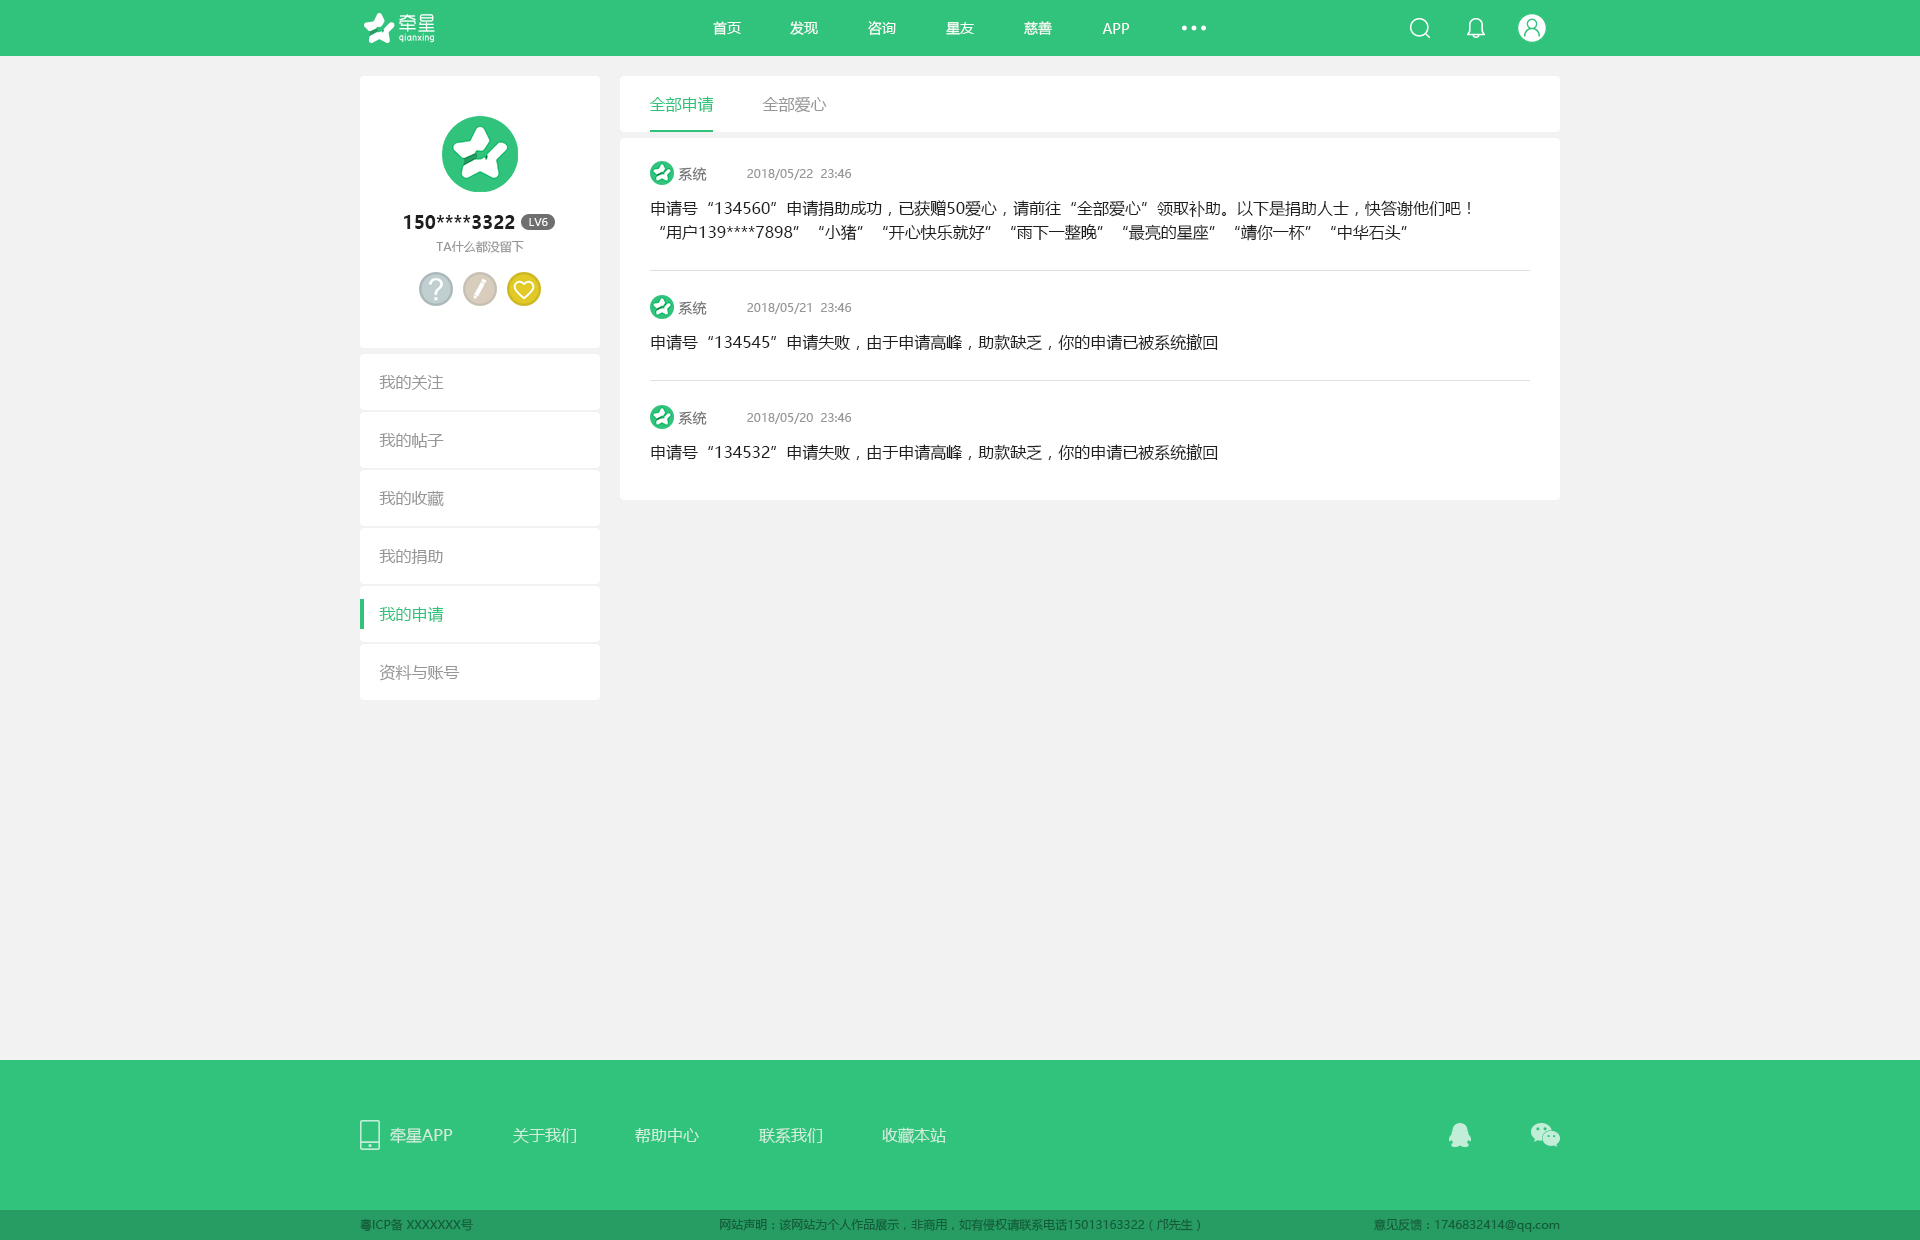 牵星
qianxing
首页
发现
咨询
星友
慈善
APP
150****3322
LV6
TA什么都没留下
我的关注
我的帖子
我的收藏
我的捐助
我的申请
资料与账号
全部申请
全部爱心
系统 2018/05/22 23:46
申请号“134560”申请捐助成功，已获赠50爱心，请前往“全部爱心”领取补助。以下是捐助人士，快答谢他们吧！
“用户139****7898” “小猪” “开心快乐就好” “雨下一整晚” “最亮的星座” “靖你一杯” “中华石头”
系统 2018/05/21 23:46
申请号“134545”申请失败，由于申请高峰，助款缺乏，你的申请已被系统撤回
系统 2018/05/20 23:46
申请号“134532”申请失败，由于申请高峰，助款缺乏，你的申请已被系统撤回
牵星APP
关于我们
帮助中心
联系我们
收藏本站
粤ICP备 XXXXXXX号
网站声明：该网站为个人作品展示，非商用，如有侵权请联系电话15013163322（邝先生）
意见反馈：1746832414@qq.com